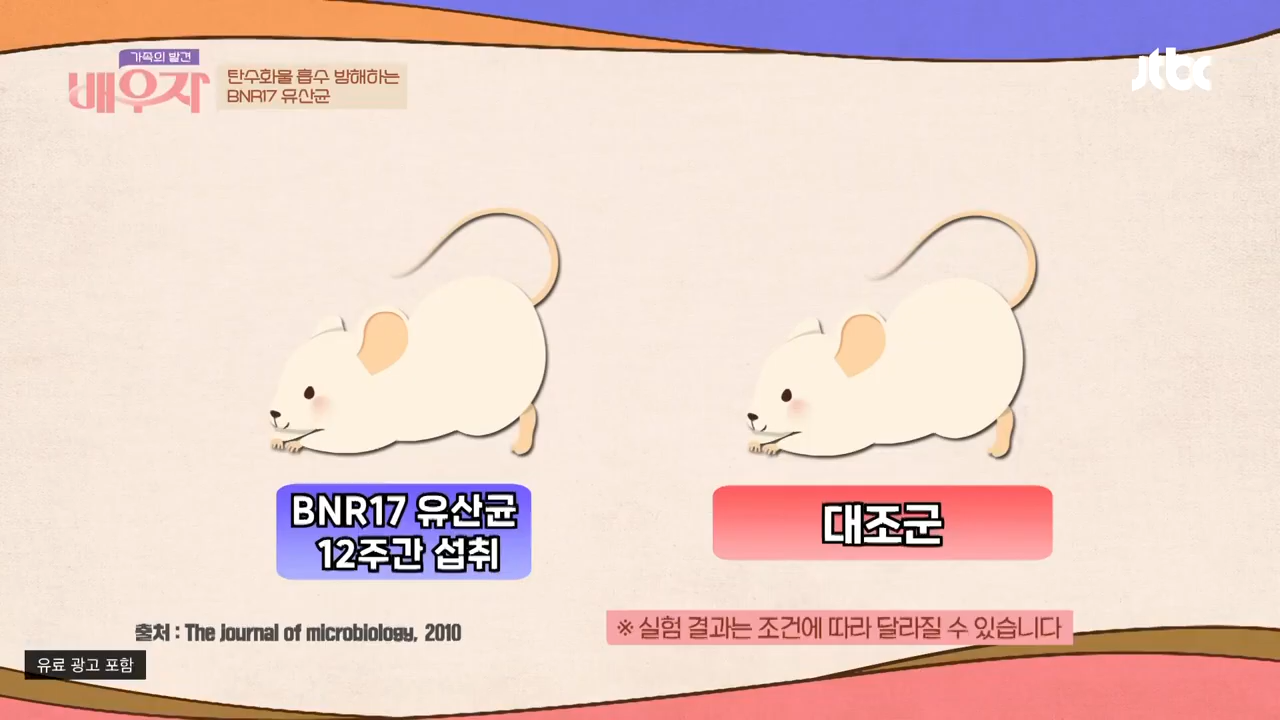 가족의 발견
배우자
탄수화물 흡수 방해하는
BNR17 유산균
jtbc
BNR17 유산균
12주간 섭취
대조군
출처 : The Journal of microbiology, 2010
※ 실험 결과는 조건에 따라 달라질 수 있습니다
유료 광고 포함